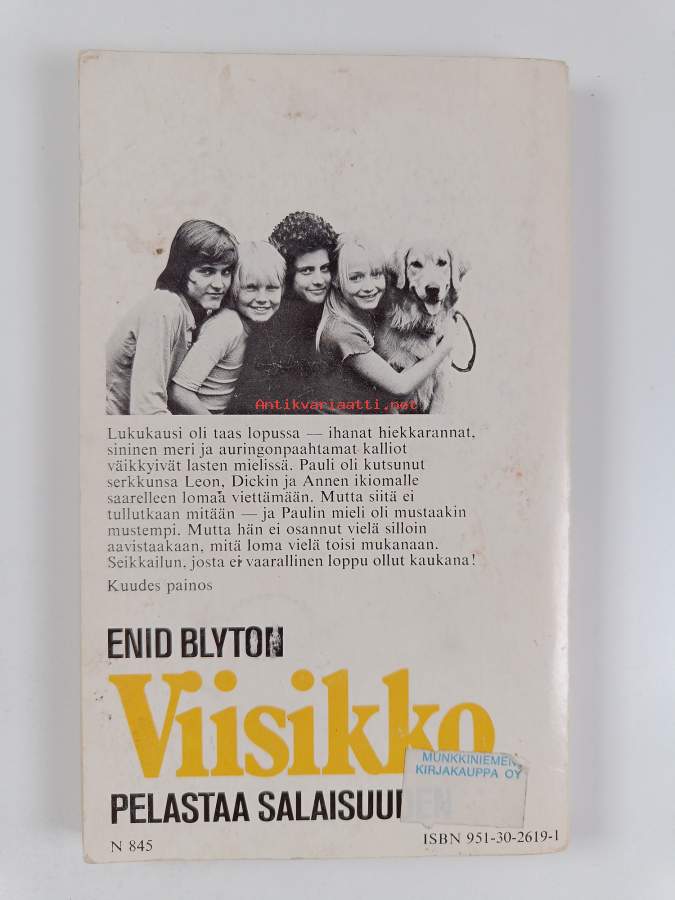 Antikvariaatti.net
Lukukausi oli taas lopussa — ihanat hiekkarannat,
sininen meri ja auringonpaahtamat kalliot
väikkyivät lasten mielissä. Pauli oli kutsunut
serkkunsa Leon, Dickin ja Annen ikiomalle
saarelleen lomaa viettämään. Mutta siitä ei
tullutkaan mitään — ja Paulin mieli oli mustaakin
mustempi. Mutta hän ei osannut vielä silloin
aavistaakaan, mitä loma vielä toisi mukanaan.
Seikkailun, josta ei vaarallinen loppu ollut kaukana!
Kuudes painos
ENID BLYTON
Viisikko
MUNKKINIEMEN
KIRJAKAUPPA OY
PELASTAA SALAISUUDEN
N 845
ISBN 951-30-2619-1